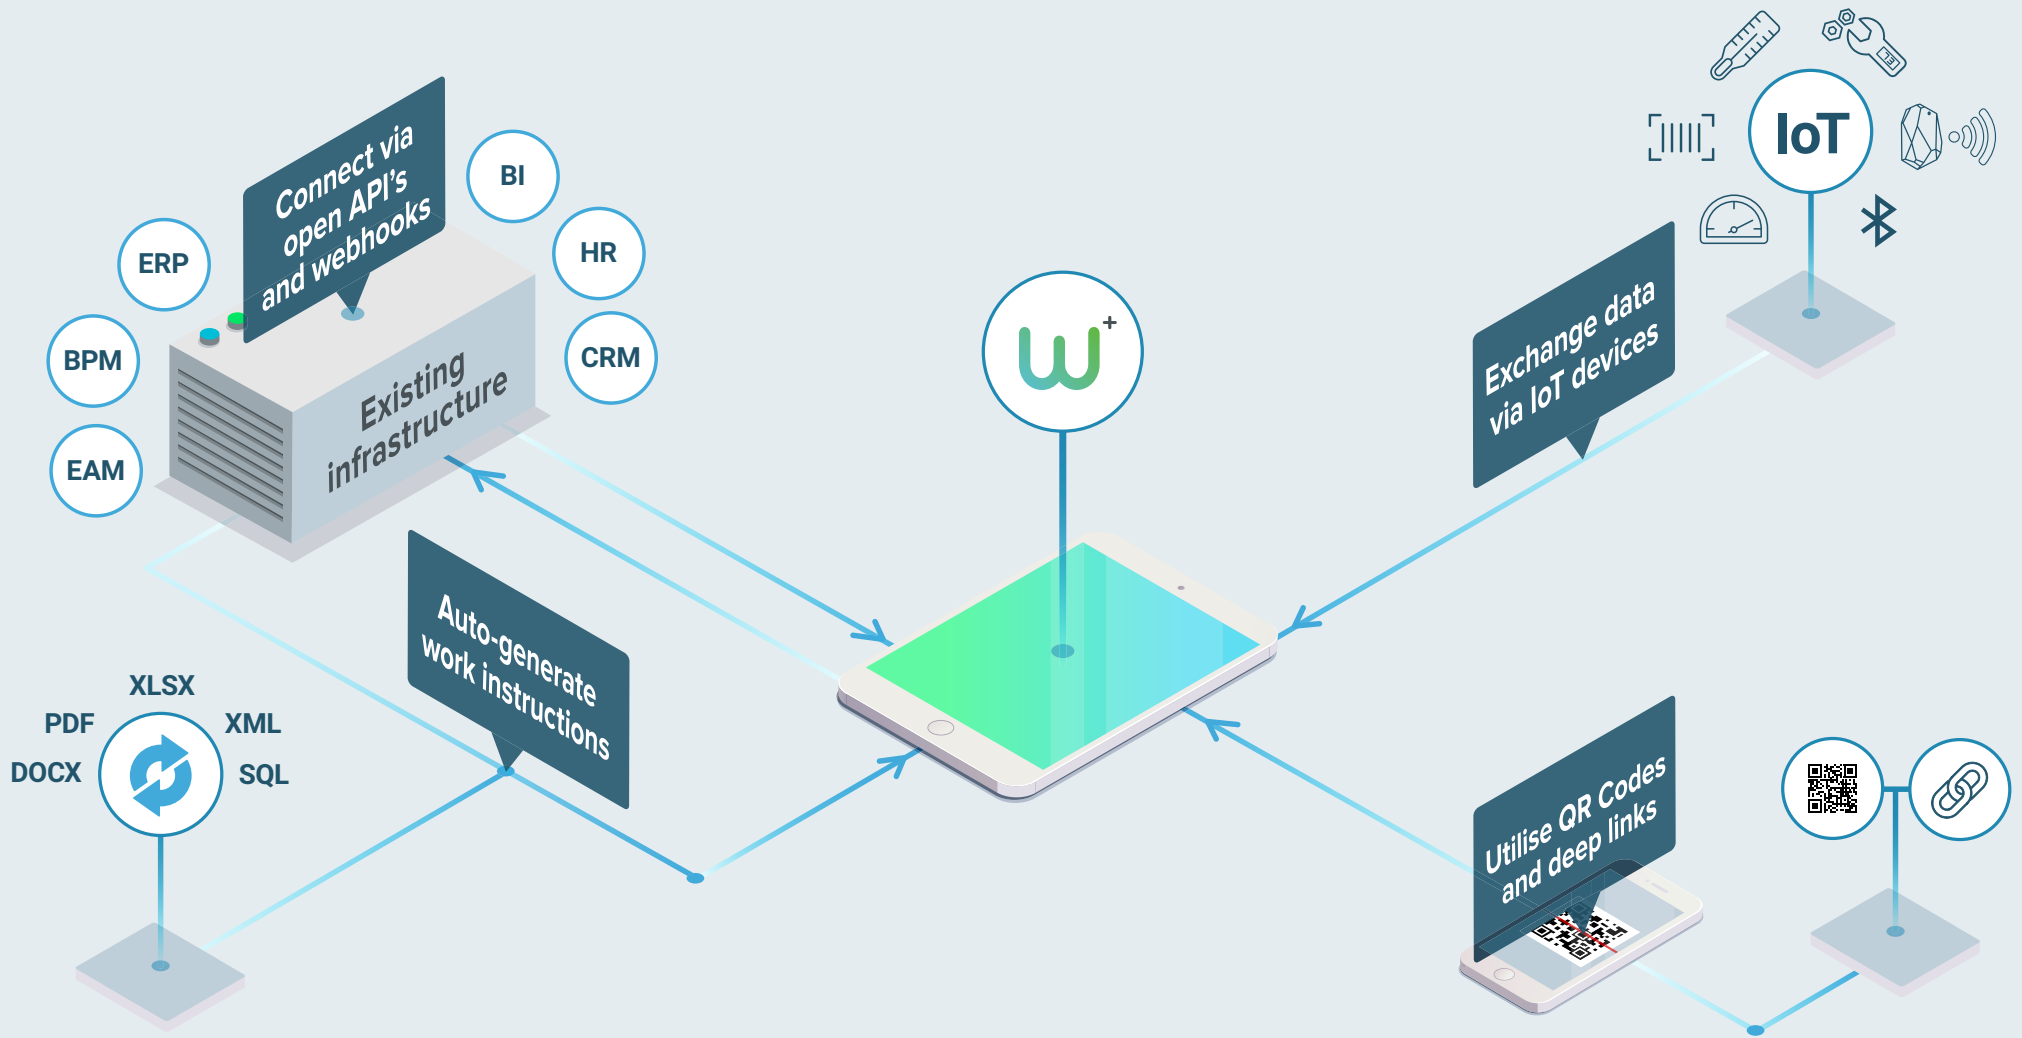 Connect via
open API's
and webhooks
BI
HR
CRM
ERP
BPM
EAM
Existing
infrastructure
w+
IoT
Exchange data
via IoT devices
Auto-generate
work instructions
XLSX
PDF
XML
DOCX
SQL
Utilise QR Codes
and deep links